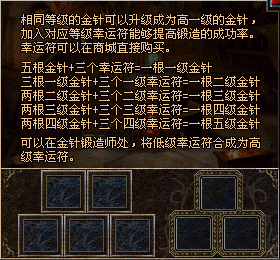 相同等级的金针可以升级成为高一级的金针，
加入对应等级幸运符能够提高锻造的成功率。
幸运符可以在商城直接购买。
五根金针+三个幸运符=一根一级金针
三根一级金针+三个一级幸运符=一根二级金针
两根二级金针+三个二级幸运符=一根三级金针
两根三级金针+三个三级幸运符=一根四级金针
两根四级金针+三个四级幸运符=一根五级金针
可以在金针锻造师处，将低级幸运符合成为高
级幸运符。